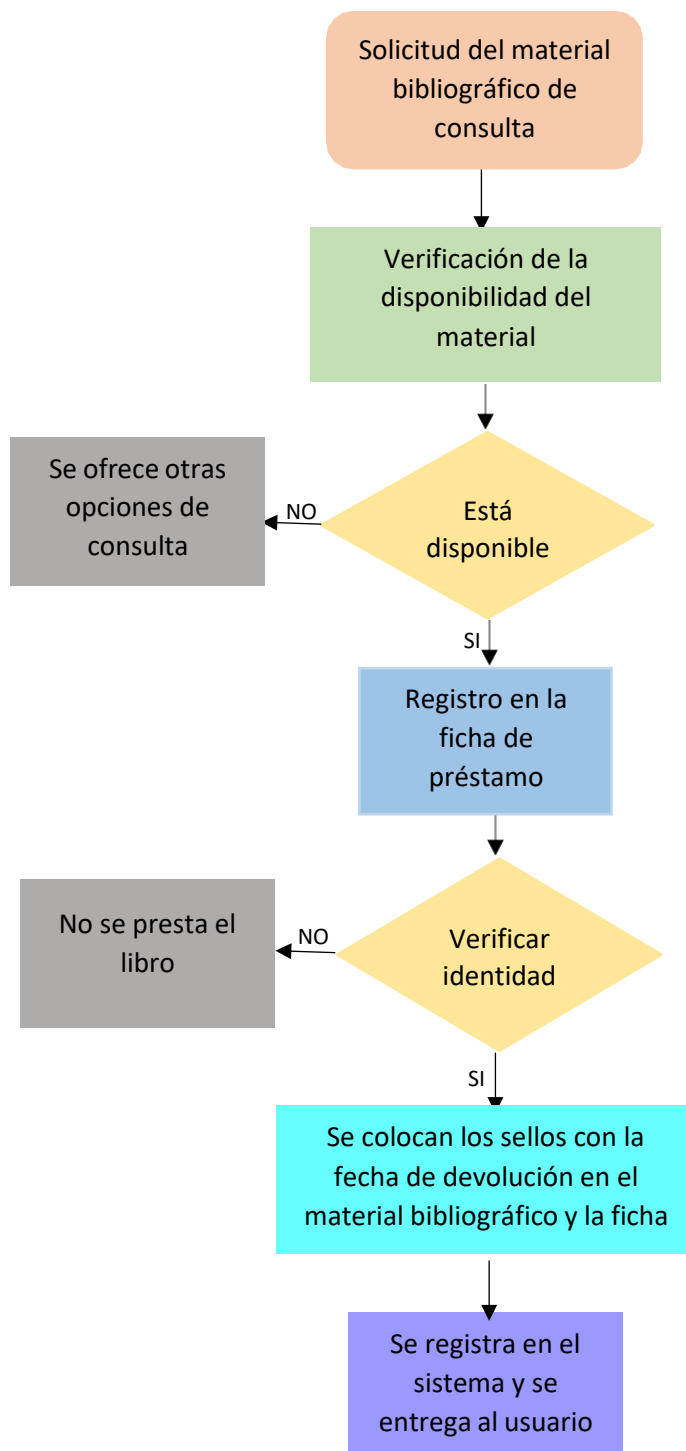 Solicitud del material
bibliográfico de
consulta
Verificación de la
disponibilidad del
material
Se ofrece otras
opciones de
consulta
NO
Está
disponible
SI
Registro en la
ficha de
préstamo
No se presta el
libro
NO
Verificar
identidad
SI
Se colocan los sellos con la
fecha de devolución en el
material bibliográfico y la ficha
Se registra en el
sistema y se
entrega al usuario